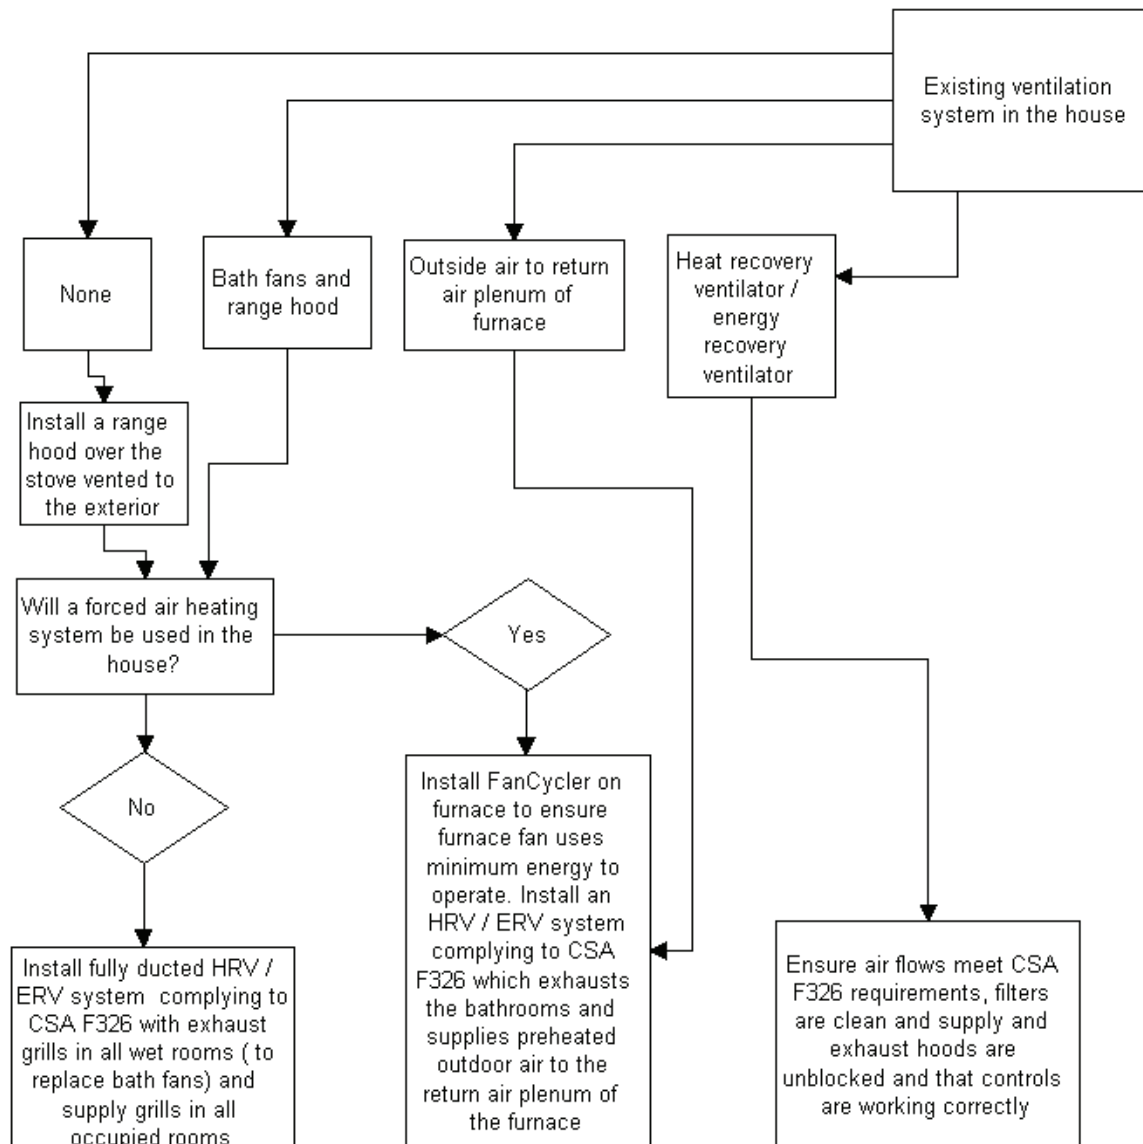 Existing ventilation
system in the house
None
Bath fans and
range hood
Outside air to return
air plenum of
furnace
Heat recovery
ventilator /
energy
recovery
ventilator
Install a range
hood over the
stove vented to
the exterior
Will a forced air heating
system be used in the
house?
Yes
No
Install FanCycler on
furnace to ensure
furnace fan uses
minimum energy to
operate. Install an
HRV / ERV system
complying to CSA
F326 which exhausts
the bathrooms and
supplies preheated
outdoor air to the
return air plenum of
the furnace
Install fully ducted HRV /
ERV system complying to
CSA F326 with exhaust
grills in all wet rooms ( to
replace bath fans) and
supply grills in all
occupied rooms
Ensure air flows meet CSA
F326 requirements, filters
are clean and supply and
exhaust hoods are
unblocked and that controls
are working correctly